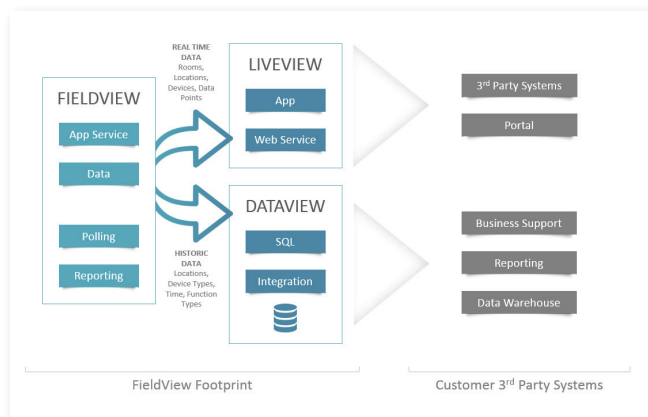 FIELDVIEW
App Service
Data
Polling
Reporting
REAL TIME
DATA
Rooms,
Locations,
Devices, Data
Points
HISTORIC
DATA
Locations,
Device Types,
Time, Function
Types
LIVEVIEW
App
Web Service
DATAVIEW
SQL
Integration
3rd Party Systems
Portal
Business Support
Reporting
Data Warehouse
FieldView Footprint
Customer 3rd Party Systems